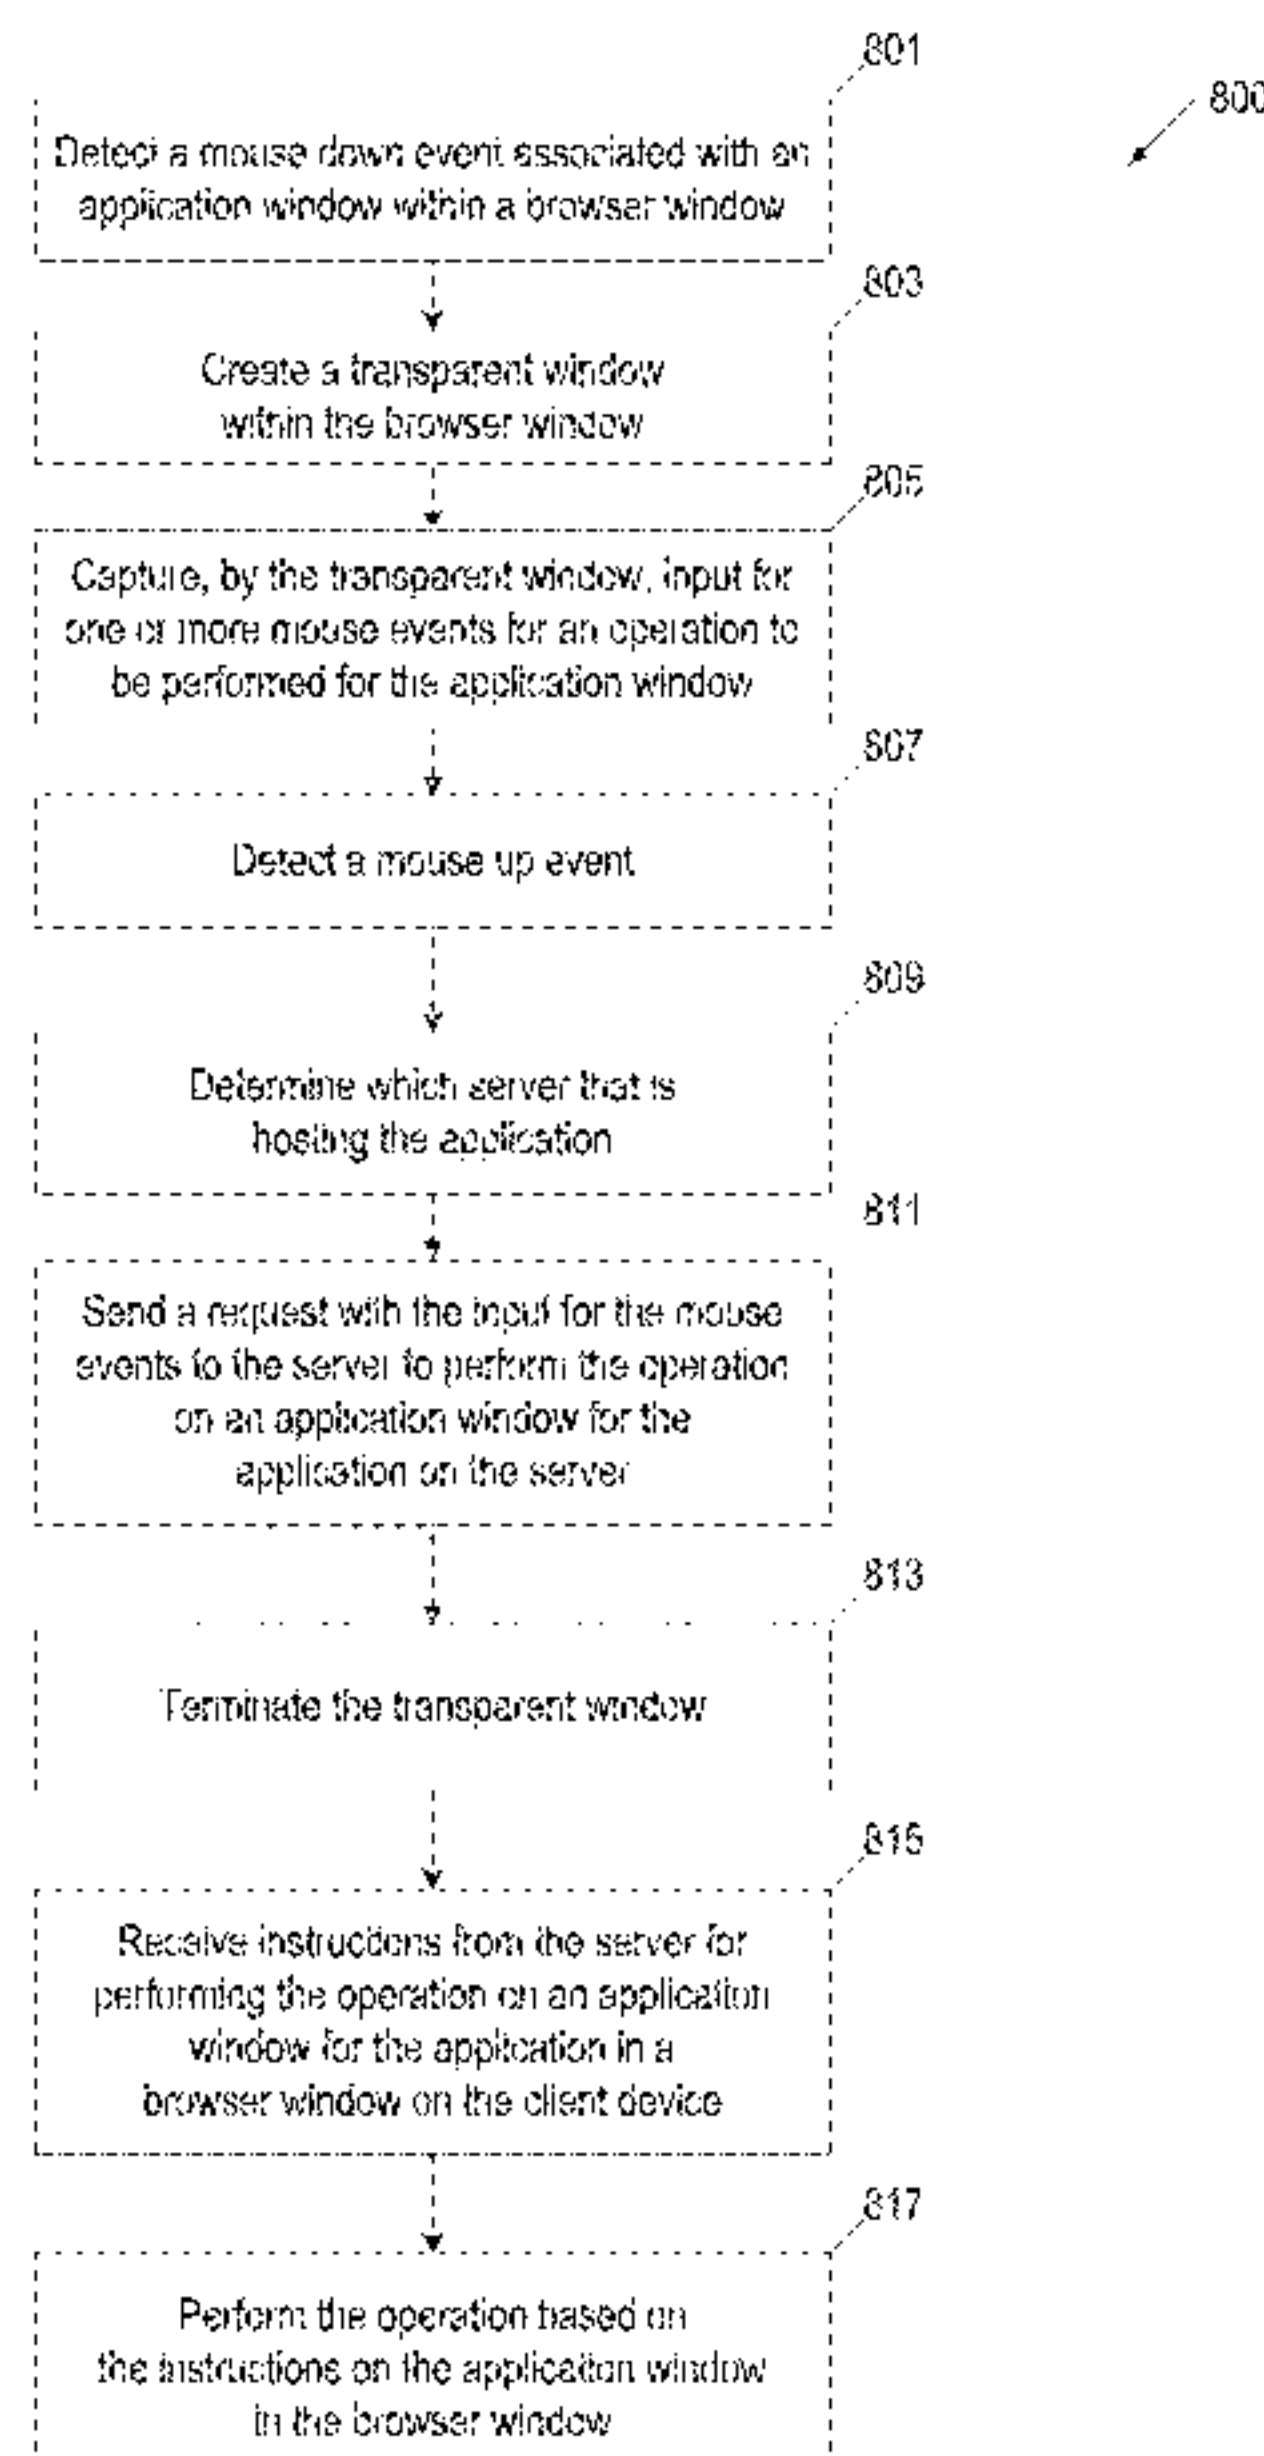 801
800
Detect a mouse down event associated with an
application window within a browser window
803
Create a transparent window
within the browser window
805
Capture, by the transparent window, input for
one or more mouse events for an operation to
be performed for the application window
807
Detect a mouse up event
809
Determine which server that is
hosting the application
811
Send a request with the input for the mouse
events to the server to perform the operation
on an application window for the
application on the server
813
Terminate the transparent window
815
Receive instructions from the server for
performing the operation on an application
window for the application in a
browser window on the client device
817
Perform the operation based on
the instructions on the application window
in the browser window